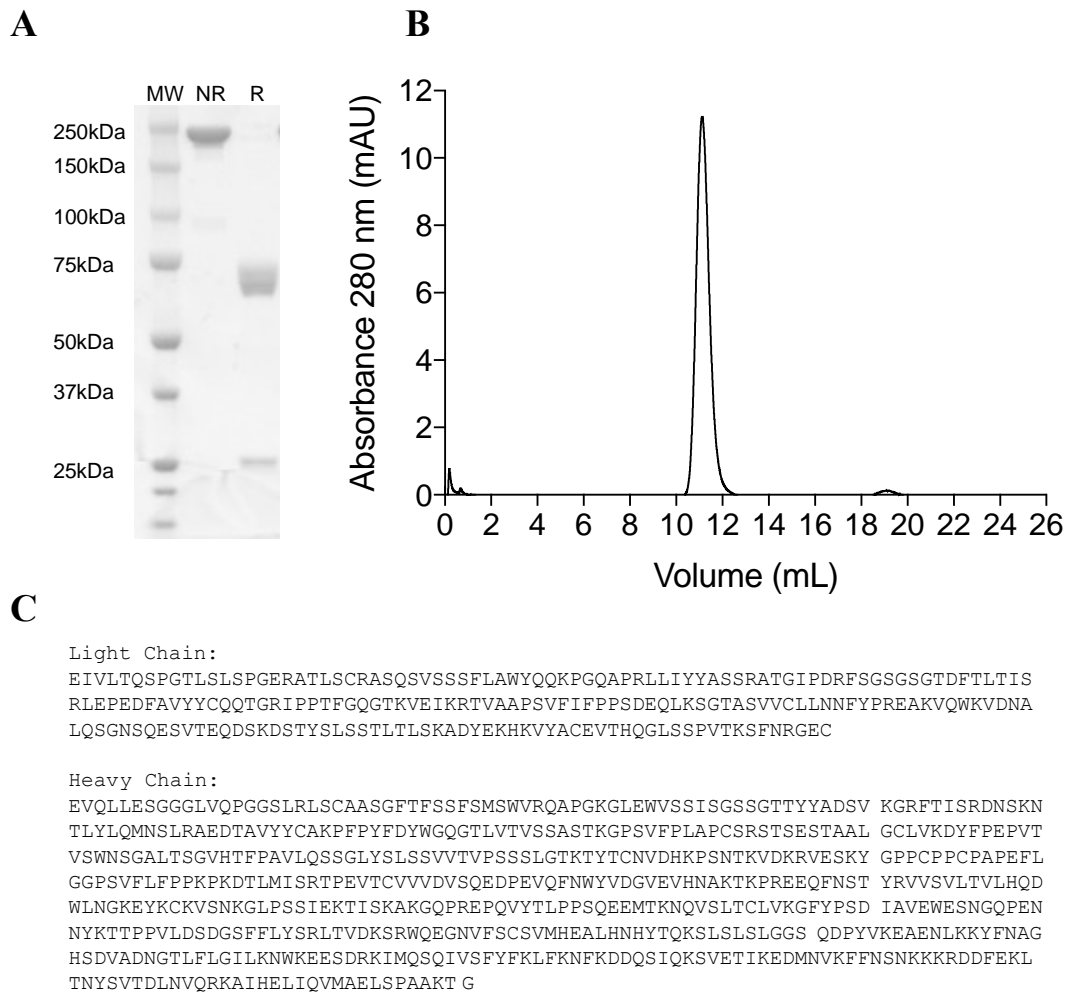 A
B
MW NR R
250kDa
150kDa
100kDa
75kDa
50kDa
37kDa
25kDa
Absorbance 280 nm (mAU)
12
10
8
6
4
2
0
0 2 4 6 8 10 12 14 16 18 20 22 24 26
Volume (mL)
C
Light Chain:
EIVLTQSPGTLSLSPGERATLSCRASQSVSSSFLAWYQQKPGQAPRLLIYYASSRATGIPDRFSGSGSGTDFTLTIS
RLEPEDFAVYYCQQTGRIPPTFGQGTKVEIKRTVAAPSVFIFPPSDEQLKSGTASVVCLLNNFYPREAKVQWKVDNA
LQSGNSQESVTEQDSKDSTYSLSSTLTLSKADYEKHKVYACEVTHQGLSSPVTKSFNRGEC
Heavy Chain:
EVQLLESGGGLVQPGGSLRLSCAASGFTFSSFSMSWVRQAPGKGLEWVSSISGSSGTTYYADSV KGRFTISRDNSKN
TLYLQMNSLRAEDTAVYYCAKPFPYFDYWGQGTLVTVSSASTKGPSVFPLAPCSRSTSESTAAL GCLVKDYFPEPVT
VSWNSGALTSGVHTFPAVLQSSGLYSLSSVVTVPSSSLGTKTYTCNVDHKPSNTKVDKRVESKY GPPCPPCPAPEFL
GGPSVFLFPPKPKDTLMISRTPEVTCVVVDVSQEDPEVQFNWYVDGVEVHNAKTKPREEQFNST YRVVSVLTVLHQD
WLNGKEYKCKVSNKGLPSSIEKTISKAKGQPREPQVYTLPPSQEEMTKNQVSLTCLVKGFYPSD IAVEWESNGQPEN
NYKTTPPVLDSDGSFFLYSRLTVDKSRWQEGNVFSCSVMHEALHNHYTQKSLSLSLGGS QDPYVKEAENLKKYFNAG
HSDVADNGTLFLGILKNWKEESDRKIMQSQIVSFYFKLFKNFKDDQSIQKSVETIKEDMNVKFFNSNKKKRDDFEKL
TNYSVTDLNVQRKAIHELIQVMAELSPAAKT G